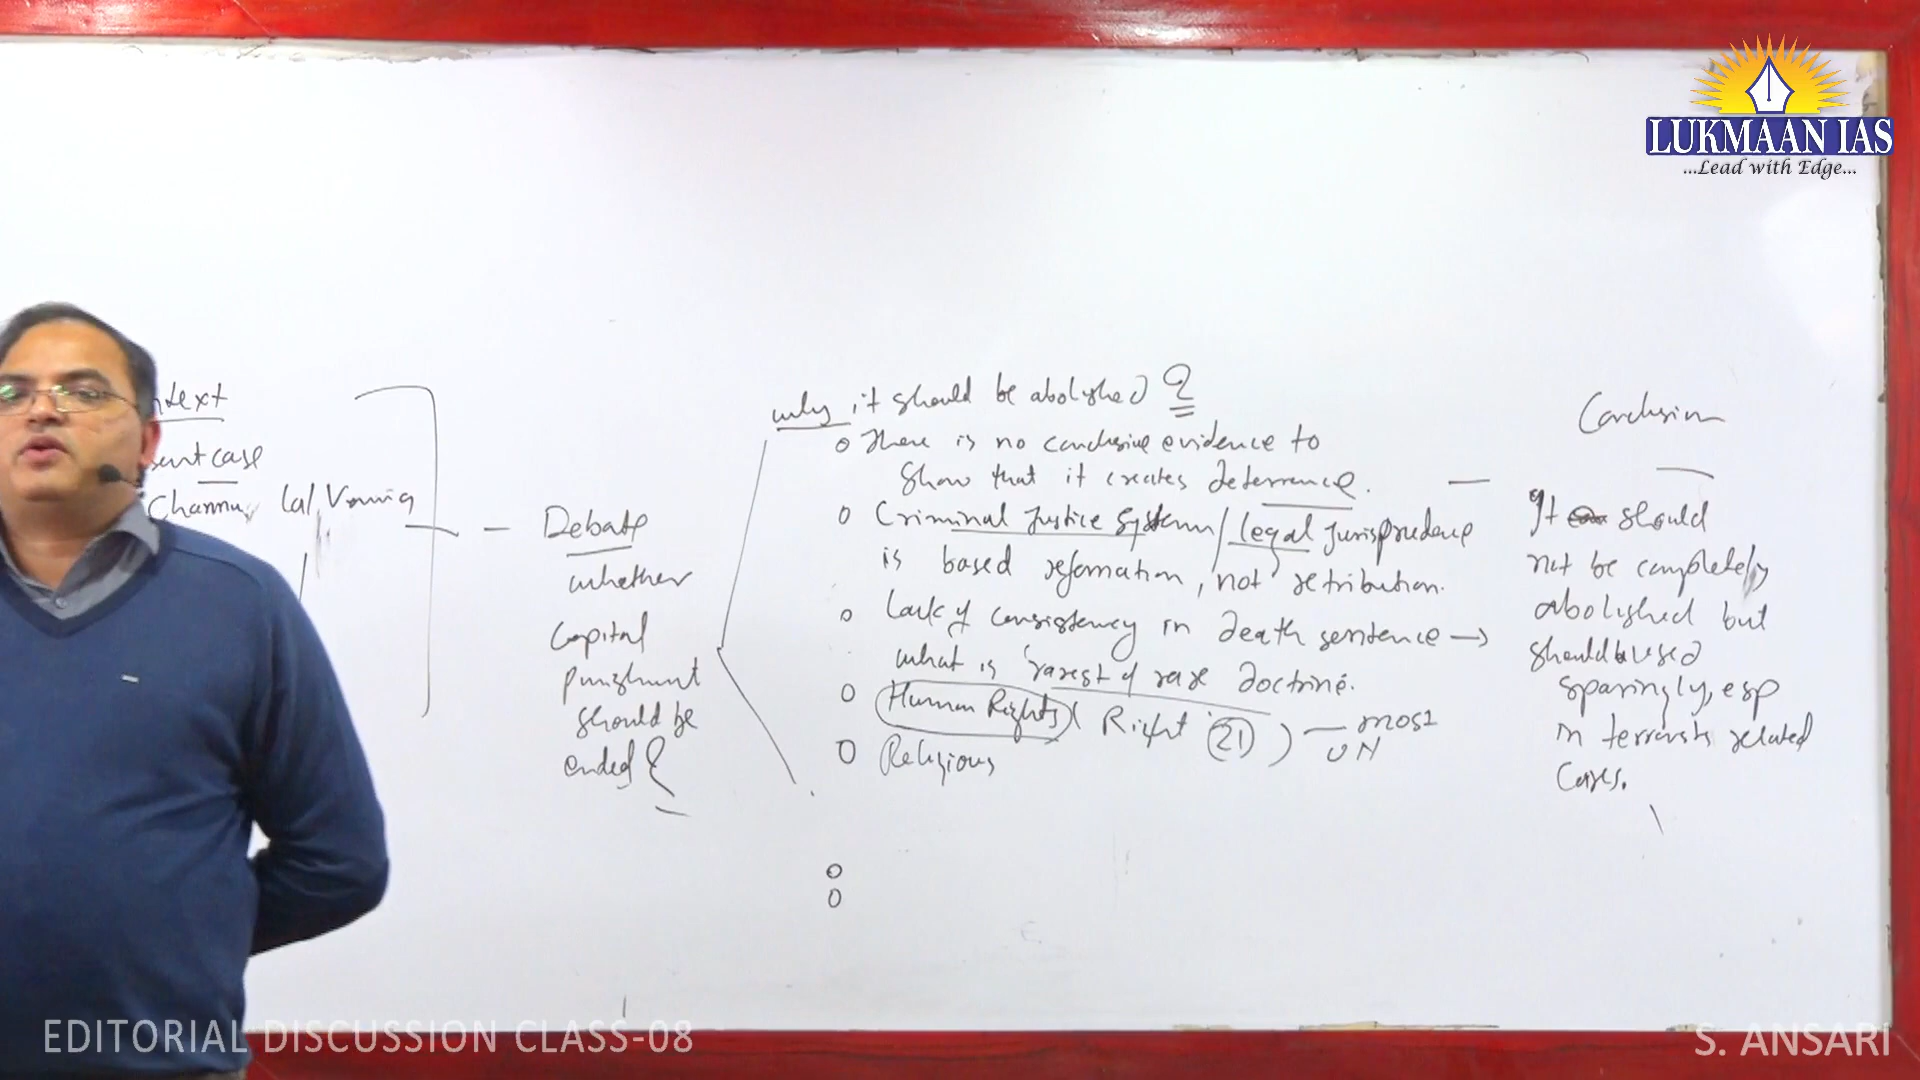 LUKMAAN IAS
...Lead with Edge...
ntext
case
Channu lal Verma
Debate
whether
Capital
punishment
should be
ended
why it should be abolished ?
o There is no conclusive evidence to
show that it creates deterrence.
o Criminal Justice System / legal Jurisprudence
is based reformation, not retribution.
o lack of consistency in death sentence →
what is 'rarest of rare doctrine.
o Human Rights ( Right 21 ) — most
UN
o Religious
o
o
Conclusion
It should
not be completely
abolished but
should used
sparingly, esp
in terrorists related
cases.
EDITORIAL DISCUSSION CLASS-08
S. ANSARI